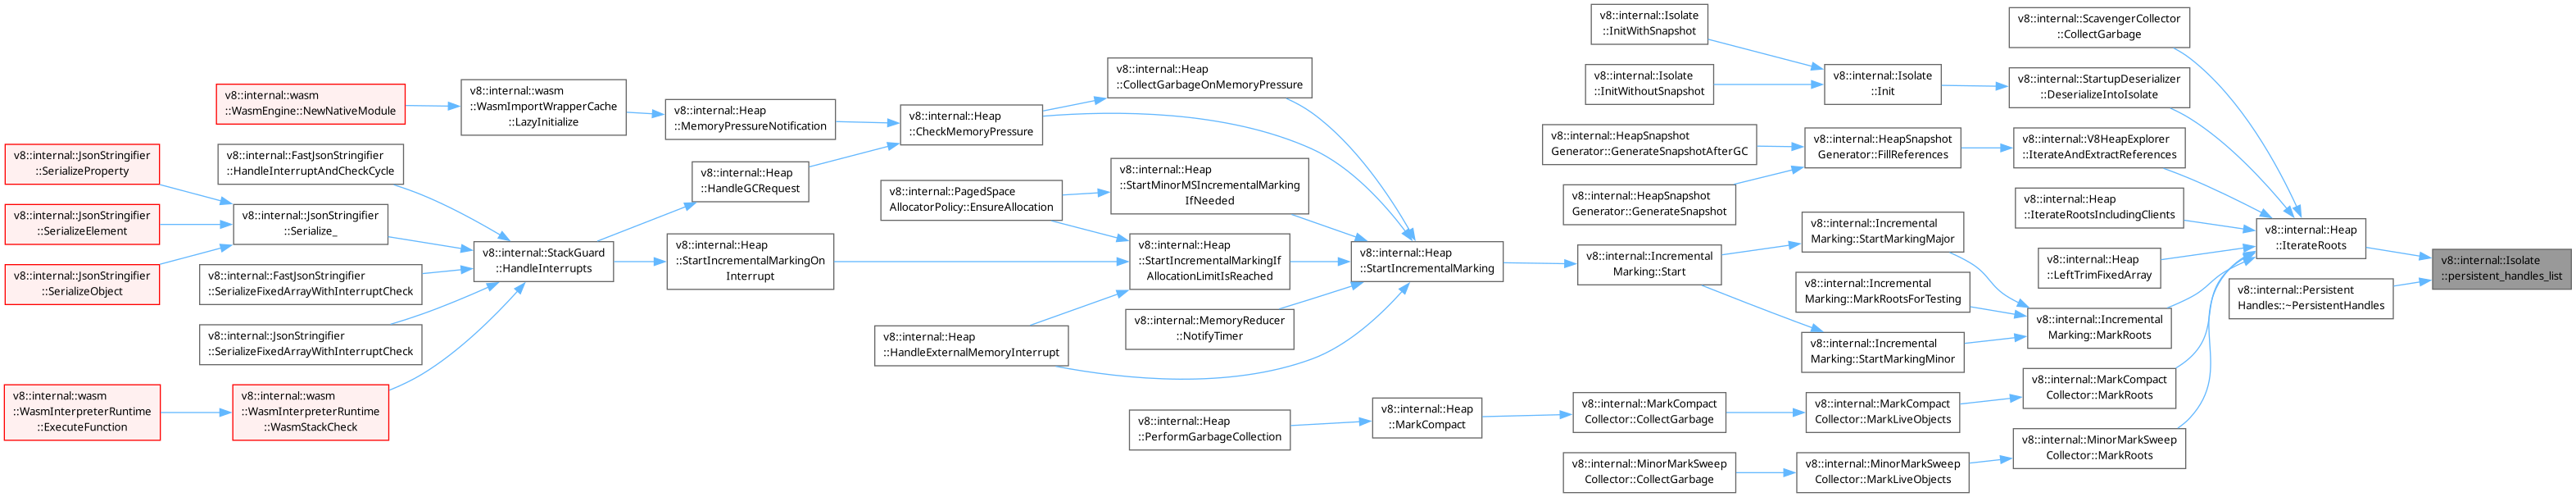 v8::internal::Isolate
::InitWithSnapshot
v8::internal::ScavengerCollector
::CollectGarbage
v8::internal::Heap
::CollectGarbageOnMemoryPressure
v8::internal::Isolate
::InitWithoutSnapshot
v8::internal::Isolate
::Init
v8::internal::StartupDeserializer
::DeserializeIntoIsolate
v8::internal::wasm
::WasmEngine::NewNativeModule
v8::internal::wasm
::WasmImportWrapperCache
::LazyInitialize
v8::internal::Heap
::MemoryPressureNotification
v8::internal::Heap
::CheckMemoryPressure
v8::internal::HeapSnapshot
Generator::GenerateSnapshotAfterGC
v8::internal::HeapSnapshot
Generator::FillReferences
v8::internal::V8HeapExplorer
::IterateAndExtractReferences
v8::internal::JsonStringifier
::SerializeProperty
v8::internal::FastJsonStringifier
::HandleInterruptAndCheckCycle
v8::internal::Heap
::HandleGCRequest
v8::internal::PagedSpace
AllocatorPolicy::EnsureAllocation
v8::internal::Heap
::StartMinorMSIncrementalMarking
IfNeeded
v8::internal::HeapSnapshot
Generator::GenerateSnapshot
v8::internal::Heap
::IterateRootsIncludingClients
v8::internal::JsonStringifier
::SerializeElement
v8::internal::JsonStringifier
::Serialize_
v8::internal::Incremental
Marking::StartMarkingMajor
v8::internal::Heap
::IterateRoots
v8::internal::StackGuard
::HandleInterrupts
v8::internal::Heap
::StartIncrementalMarkingOn
Interrupt
v8::internal::Heap
::StartIncrementalMarkingIf
AllocationLimitIsReached
v8::internal::Heap
::StartIncrementalMarking
v8::internal::Incremental
Marking::Start
v8::internal::Heap
::LeftTrimFixedArray
v8::internal::Isolate
::persistent_handles_list
v8::internal::JsonStringifier
::SerializeObject
v8::internal::FastJsonStringifier
::SerializeFixedArrayWithInterruptCheck
v8::internal::Incremental
Marking::MarkRootsForTesting
v8::internal::Persistent
Handles::~PersistentHandles
v8::internal::JsonStringifier
::SerializeFixedArrayWithInterruptCheck
v8::internal::Heap
::HandleExternalMemoryInterrupt
v8::internal::MemoryReducer
::NotifyTimer
v8::internal::Incremental
Marking::StartMarkingMinor
v8::internal::Incremental
Marking::MarkRoots
v8::internal::MarkCompact
Collector::MarkRoots
v8::internal::wasm
::WasmInterpreterRuntime
::ExecuteFunction
v8::internal::wasm
::WasmInterpreterRuntime
::WasmStackCheck
v8::internal::Heap
::PerformGarbageCollection
v8::internal::Heap
::MarkCompact
v8::internal::MarkCompact
Collector::CollectGarbage
v8::internal::MarkCompact
Collector::MarkLiveObjects
v8::internal::MinorMarkSweep
Collector::MarkRoots
v8::internal::MinorMarkSweep
Collector::CollectGarbage
v8::internal::MinorMarkSweep
Collector::MarkLiveObjects